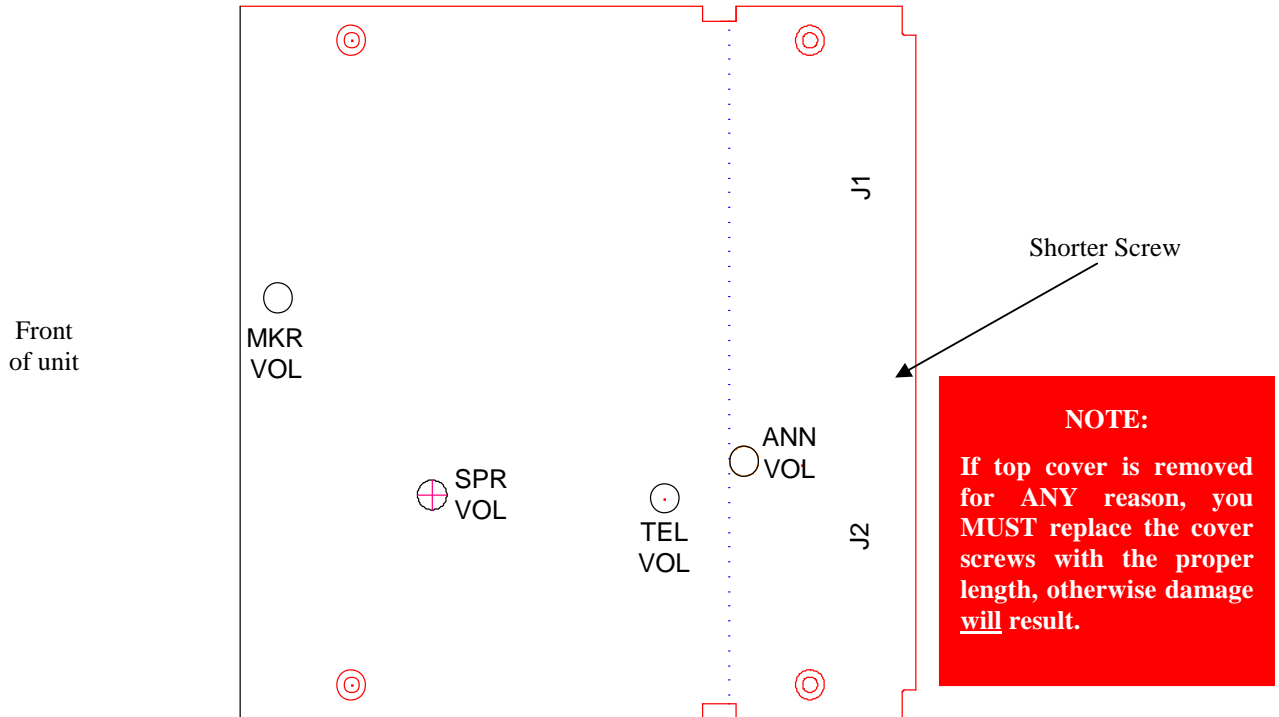 Front
of unit
MKR
VOL
SPR
VOL
TEL
VOL
ANN
VOL
J1
J2
Shorter Screw
NOTE:
If top cover is removed
for ANY reason, you
MUST replace the cover
screws with the proper
length, otherwise damage
will result.